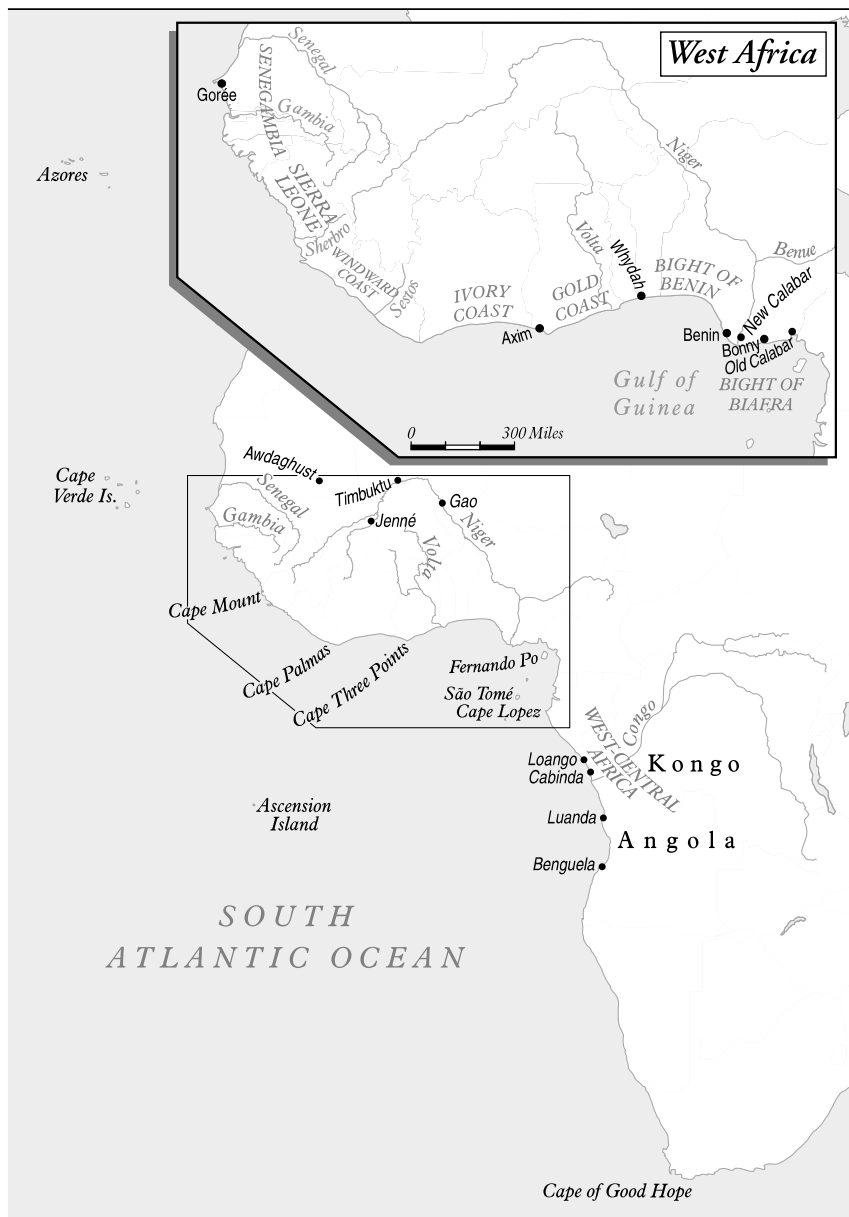 West Africa
Senegal
SENEGAMBIA
Gorée
Gambia
SIERRA
LEONE
Sherbro
WINDWARD
COAST
Sestos
IVORY
COAST
Axim
GOLD
COAST
Volta
Whydah
Niger
BIGHT OF
BENIN
Benue
New Calabar
Benin
Bonny
Old Calabar
Gulf of
Guinea
BIGHT OF
BIAFRA
0 300 Miles
Azores
Cape
Verde Is.
Awdaghust
Senegal
Timbuktu
Gao
Gambia
Jenné
Niger
Volta
Cape Mount
Cape Palmas
Cape Three Points
Fernando Po
São Tomé
Cape Lopez
Congo
WEST-CENTRAL
AFRICA
Loango
Cabinda
Kongo
Ascension
Island
Luanda
Angola
Benguela
SOUTH
ATLANTIC OCEAN
Cape of Good Hope